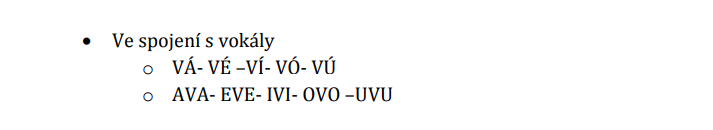 • Ve spojení s vokály
o VÁ- VÉ –VÍ- VÓ- VÚ
o AVA- EVE- IVI- OVO –UVU